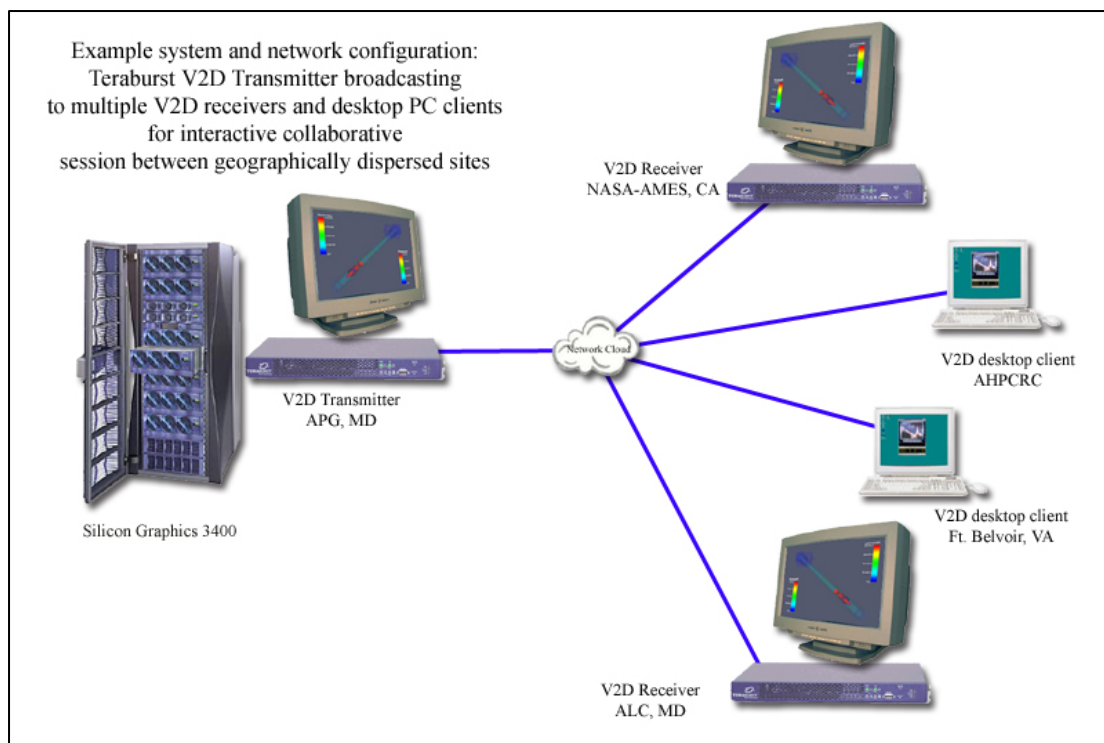 Example system and network configuration:
Teraburst V2D Transmitter broadcasting
to multiple V2D receivers and desktop PC clients
for interactive collaborative
session between geographically dispersed sites
V2D Receiver
NASA-AMES, CA
Network Cloud
V2D desktop client
AHPCRC
V2D Transmitter
APG, MD
V2D desktop client
Ft. Belvoir, VA
Silicon Graphics 3400
V2D Receiver
ALC, MD